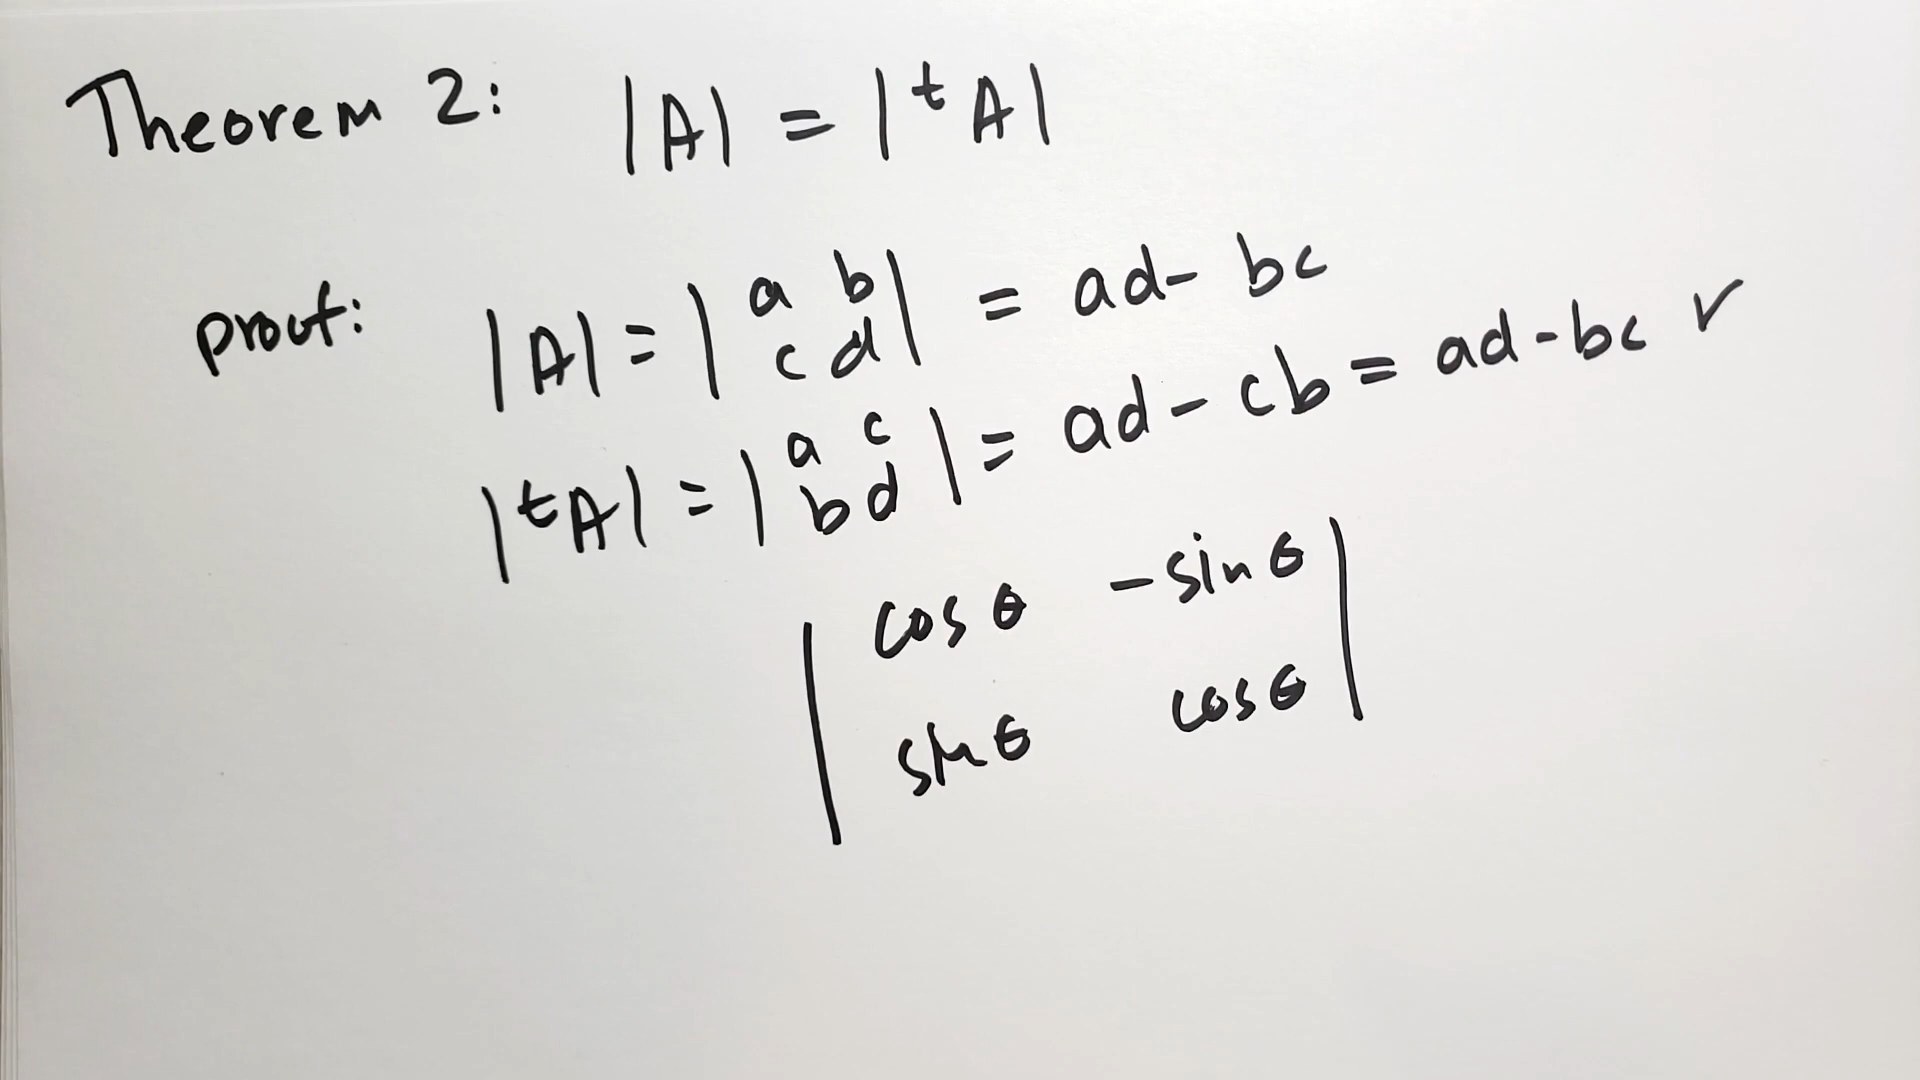 Theorem 2: |A| = |ᵗA|
proof: |A| = | a b | = ad - bc
c d
|ᵗA| = | a c | = ad - cb = ad - bc ✓
b d
| cos θ - sin θ |
sin θ cos θ